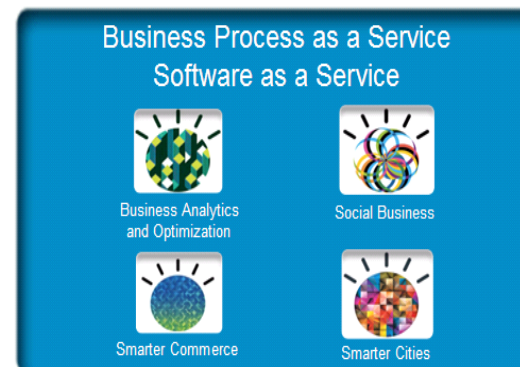 Business Process as a Service
Software as a Service
Business Analytics
and Optimization
Social Business
Smarter Commerce
Smarter Cities